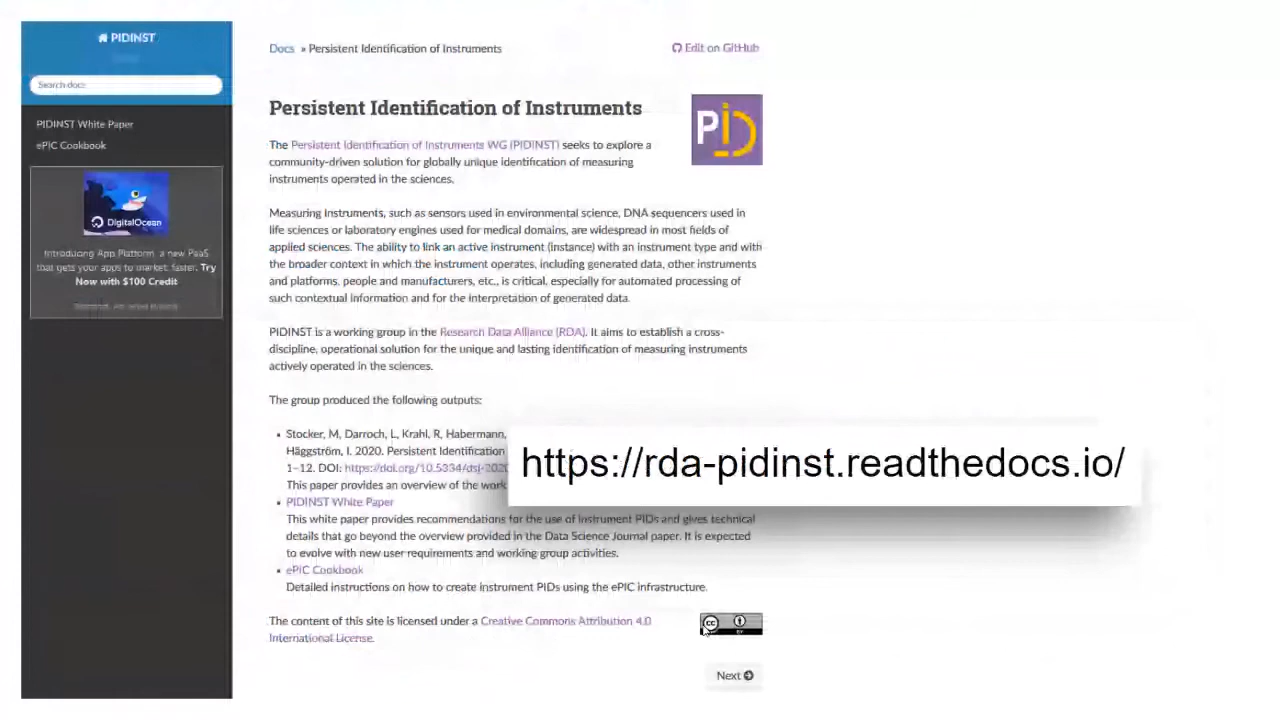 PIDINST
Search docs
PIDINST White Paper
ePIC Cookbook
DigitalOcean
Introducing App Platform, a new PaaS
that gets your apps to market, faster. Try
Now with $100 Credit
Docs » Persistent Identification of Instruments
Edit on GitHub
Persistent Identification of Instruments
PID
The Persistent Identification of Instruments WG (PIDINST) seeks to explore a
community-driven solution for globally unique identification of measuring
instruments operated in the sciences.
Measuring instruments, such as sensors used in environmental science, DNA sequencers used in
life sciences or laboratory engines used for medical domains, are widespread in most fields of
applied sciences. The ability to link an active instrument (instance) with an instrument type and with
the broader context in which the instrument operates, including generated data, other instruments
and platforms, people and manufacturers, etc., is critical, especially for automated processing of
such contextual information and for the interpretation of generated data.
PIDINST is a working group in the Research Data Alliance (RDA). It aims to establish a cross-
discipline, operational solution for the unique and lasting identification of measuring instruments
actively operated in the sciences.
The group produced the following outputs:
• Stocker, M, Darroch, L, Krahl, R, Habermann,
Häggström, I. 2020. Persistent Identification
1–12. DOI: https://doi.org/10.5334/dsj-2020
This paper provides an overview of the work
https://rda-pidinst.readthedocs.io/
• PIDINST White Paper
This white paper provides recommendations for the use of instrument PIDs and gives technical
details that go beyond the overview provided in the Data Science Journal paper. It is expected
to evolve with new user requirements and working group activities.
• ePIC Cookbook
Detailed instructions on how to create instrument PIDs using the ePIC infrastructure.
The content of this site is licensed under a Creative Commons Attribution 4.0
International License.
cc
BY
Next